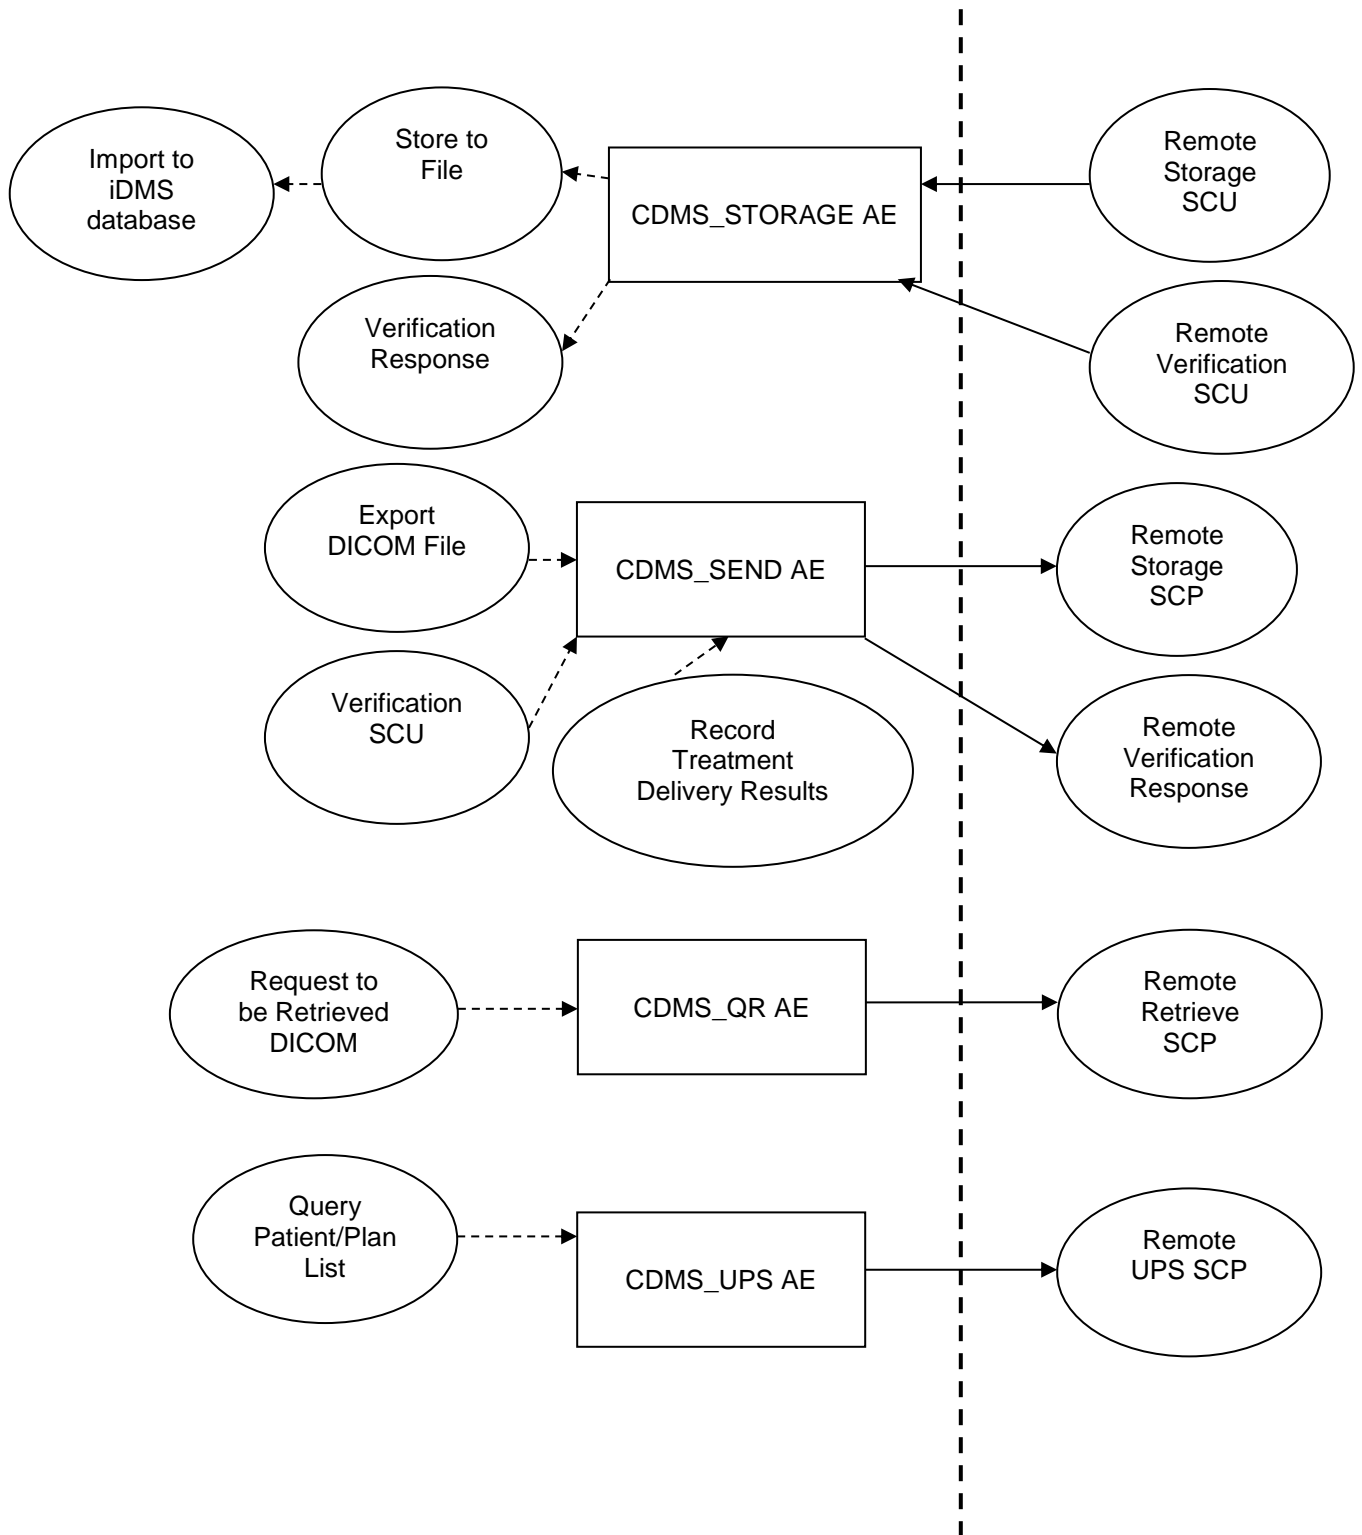 Import to
iDMS
database
Store to
File
CDMS_STORAGE AE
Remote
Storage
SCU
Verification
Response
Remote
Verification
SCU
Export
DICOM File
CDMS_SEND AE
Remote
Storage
SCP
Verification
SCU
Record
Treatment
Delivery Results
Remote
Verification
Response
Request to
be Retrieved
DICOM
CDMS_QR AE
Remote
Retrieve
SCP
Query
Patient/Plan
List
CDMS_UPS AE
Remote
UPS SCP